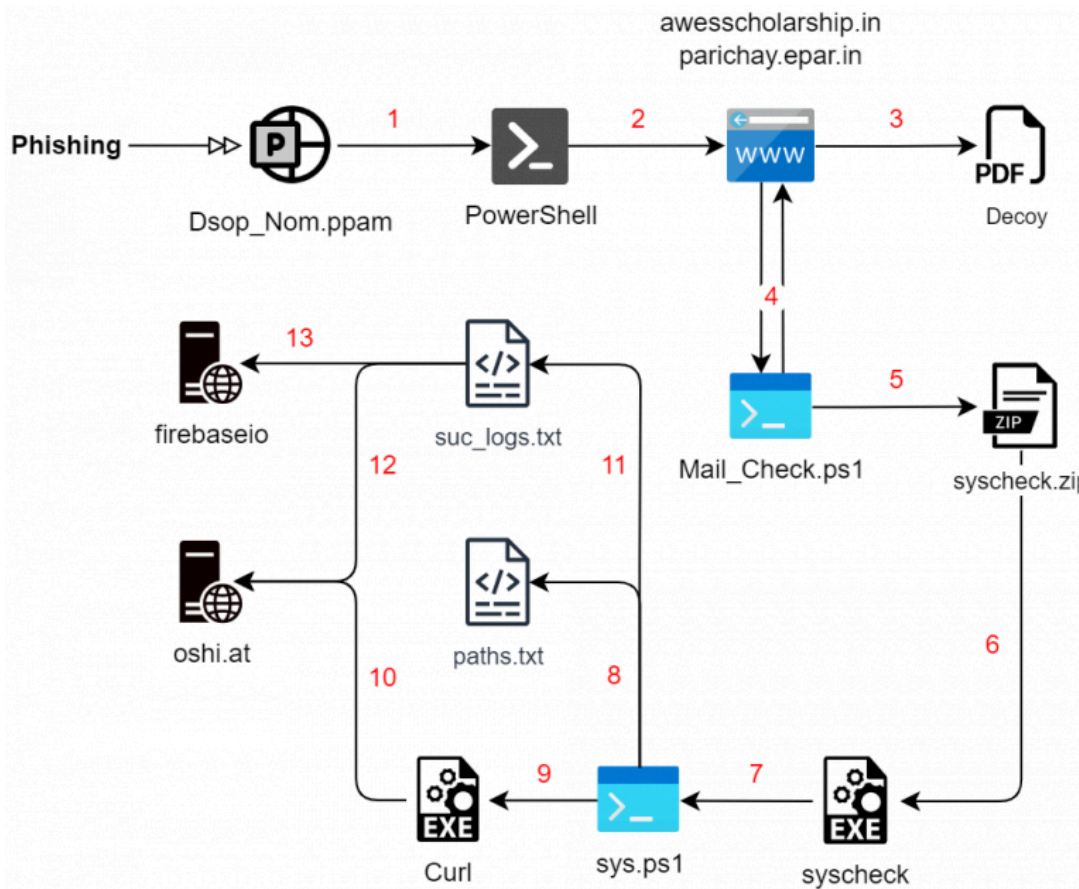 awesscholarship.in
parichay.epar.in
Phishing
P
1
2
WWW
3
PDF
Dsop_Nom.ppam
PowerShell
Decoy
4
13
</>
5
ZIP
firebaseio
suc_logs.txt
Mail_Check.ps1
syscheck.zip
12
11
</>
oshi.at
paths.txt
6
10
8
9
7
EXE
EXE
Curl
sys.ps1
syscheck